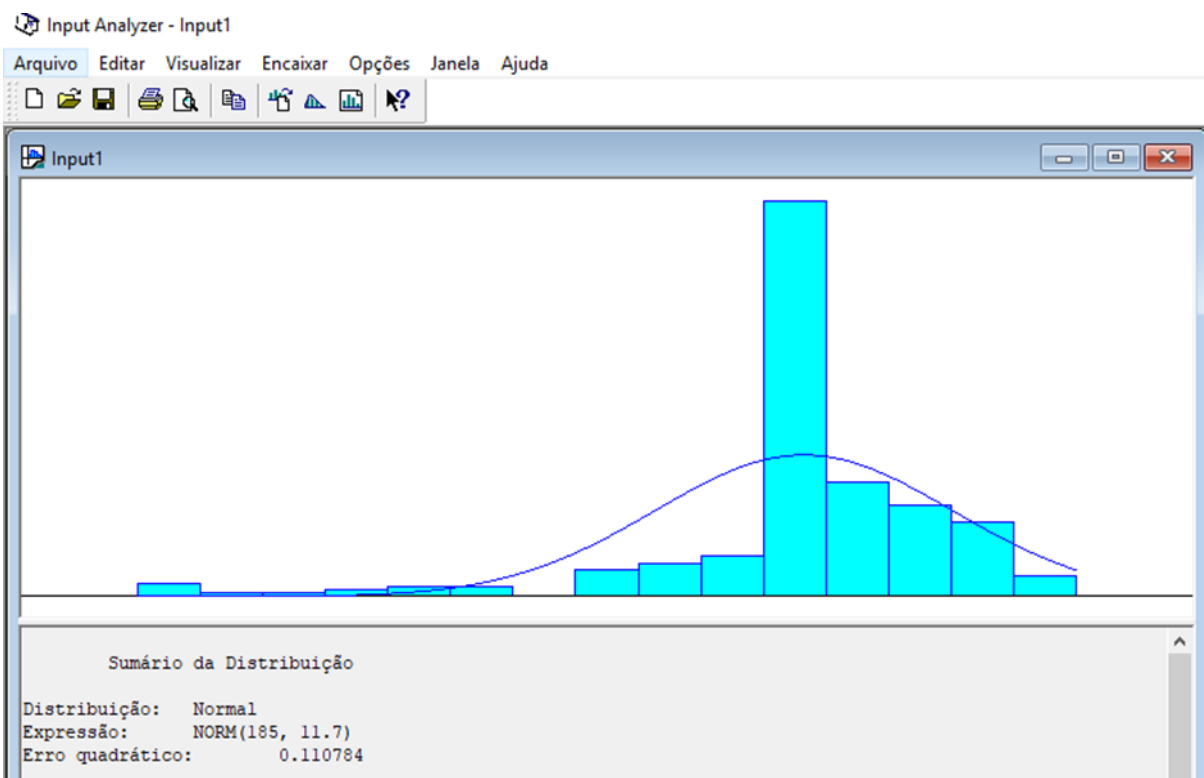 Input Analyzer - Input1
Arquivo Editar Visualizar Encaixar Opções Janela Ajuda
Input1
Sumário da Distribuição
Distribuição: Normal
Expressão: NORM(185, 11.7)
Erro quadrático: 0.110784